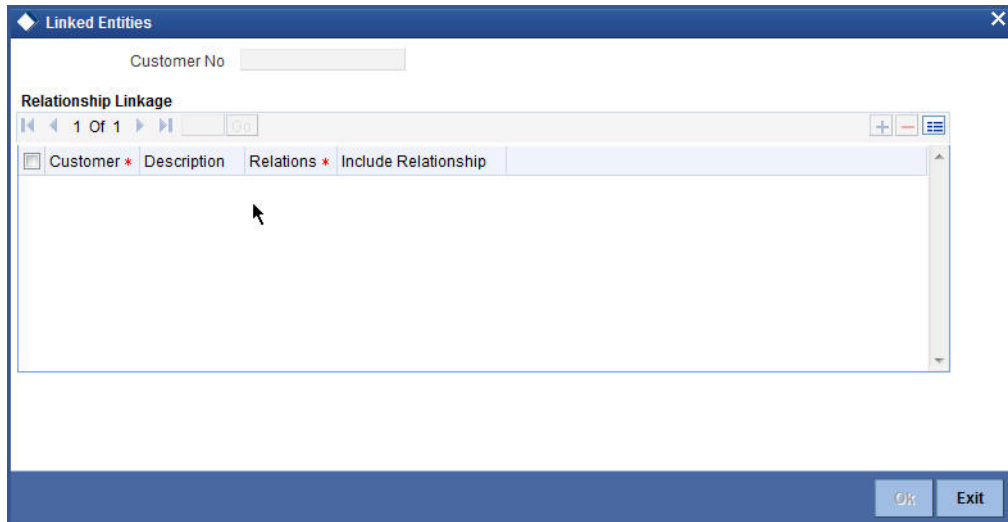 Linked Entities
Customer No
Relationship Linkage
1 Of 1 Go
Customer * Description Relations * Include Relationship
Ok Exit